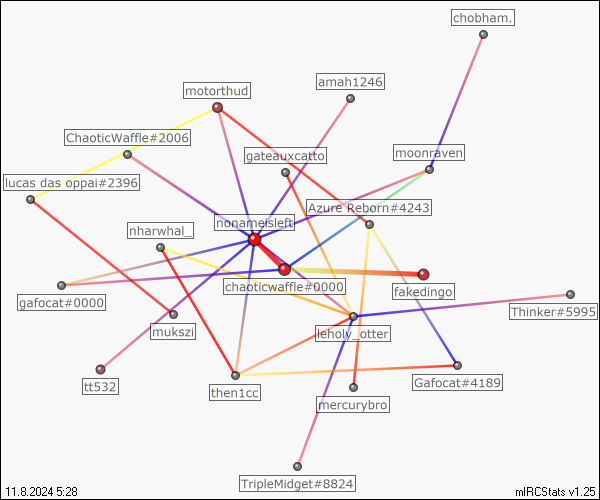 chobham.
amah1246
motorthud
ChaoticWaffle#2006
gateauxcatto
moonraven
lucas das oppai#2396
nonameisleft
Azure Reborn#4243
nharwhal_
chaoticwaffle#0000
fakedingo
gafocat#0000
mukszi
leholy_otter
Thinker#5995
tt532
then1cc
mercurybro
Gafocat#4189
TripleMidget#8824
11.8.2024 5:28
mIRCStats v1.25